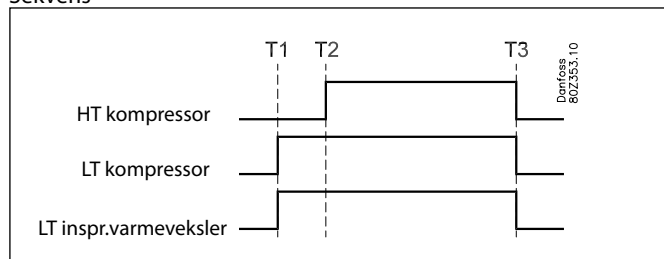 Sekvens
T1 T2 T3
Danfoss
80Z353.10
HT kompressor
LT kompressor
LT inspr.varmeveksler